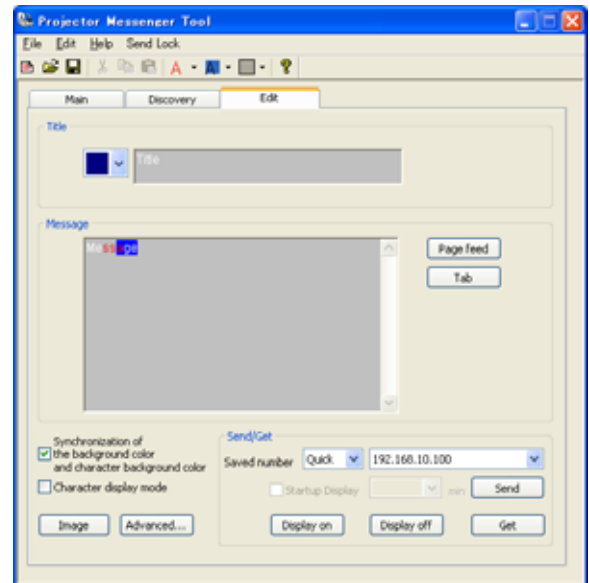 Projector Messenger Tool
File Edit Help Send Lock
A A ?
Main Discovery Edit
Title
Title
Message
Message
Page feed
Tab
Synchronization of
the background color
and character background color
Character display mode
Image Advanced...
Send/Get
Saved number Quick 192.168.10.100
Startup Display min Send
Display on Display off Get